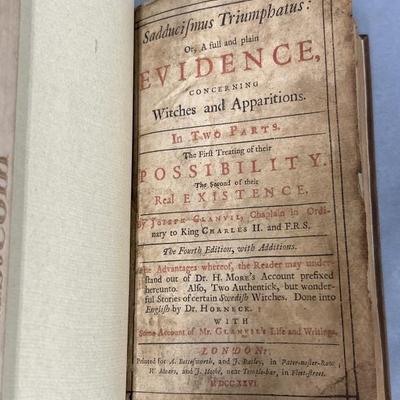 Sadducismus Triumphatus:
Or, A full and plain
EVIDENCE,
CONCERNING
Witches and Apparitions.
In TWO PARTS.
The First Treating of their
POSSIBILITY.
The Second of their
Real EXISTENCE.
By JOSEPH GLANVIL, Chaplain in Ordi-
nary to King CHARLES II. and F.R.S.
The Fourth Edition, with Additions.
The Advantages whereof, the Reader may under-
stand out of Dr. H. MORE's Account prefixed
hereunto. Also, Two Authentick, but wonder-
ful Stories of certain Swedish Witches. Done into
English by Dr. HORNECK.
WITH
Some Account of Mr. GLANVIL's Life and Writings.
LONDON:
Printed for A. Bettesworth, and J. Batley, in Pater-noster-Row;
W. Mears, and J. Hooke, near Temple-bar, in Fleet-street.
MDCCXXVI.